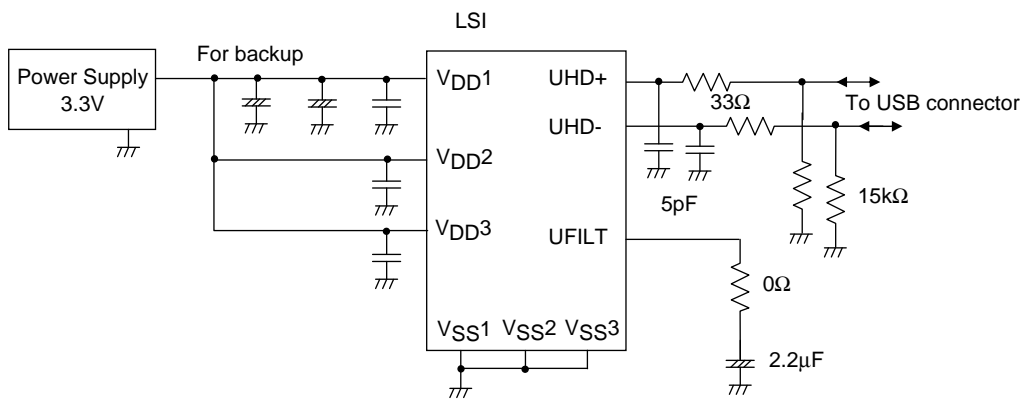 LSI
For backup
Power Supply
3.3V
VDD1
VDD2
VDD3
UHD+
UHD-
UFILT
VSS1 VSS2 VSS3
33Ω
To USB connector
5pF
15kΩ
0Ω
2.2μF